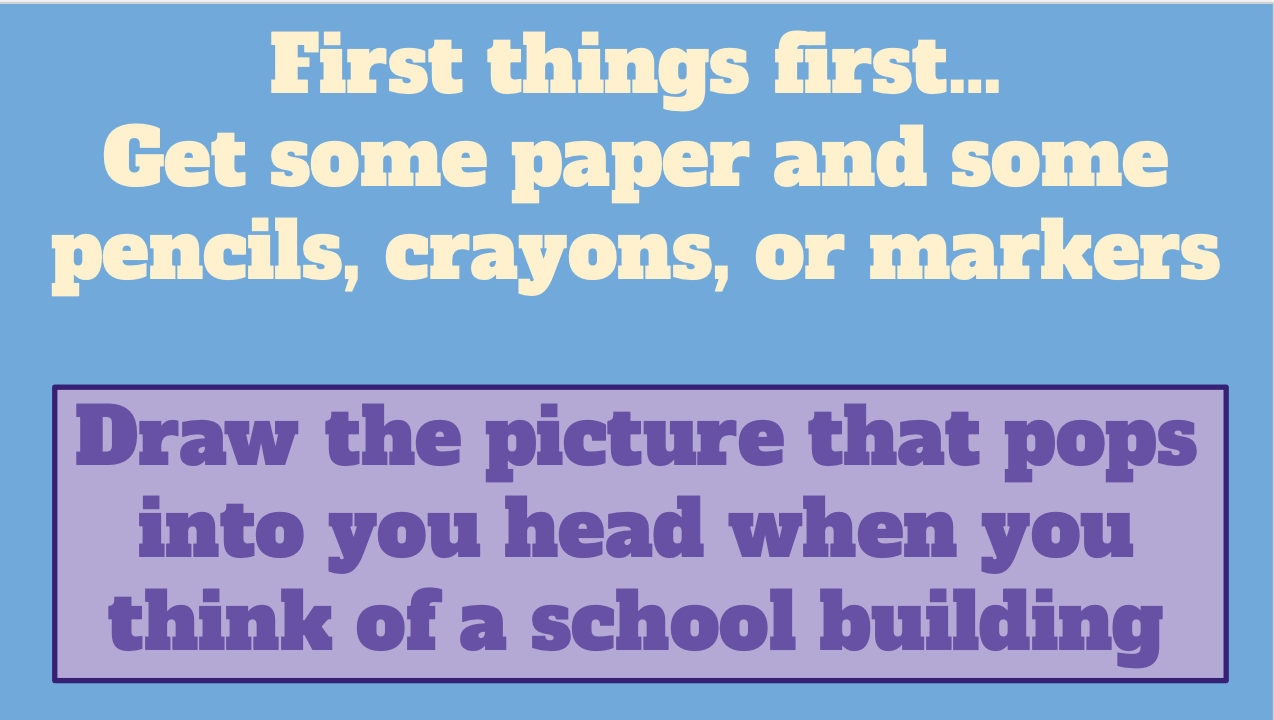 First things first...
Get some paper and some
pencils, crayons, or markers
Draw the picture that pops
into you head when you
think of a school building